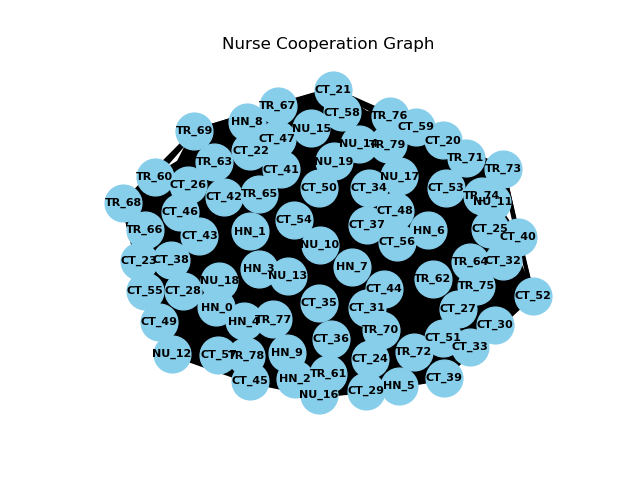 Nurse Cooperation Graph
CT_21
TR_67
CT_58
TR_76
HN_8
NU_15
CT_59
TR_69
CT_47
CT_20
NU_14
TR_79
CT_22
TR_71
TR_63
NU_19
CT_41
TR_73
TR_60
CT_26
NU_17
CT_50
CT_34
CT_53
TR_65
CT_42
TR_74
NU_11
TR_68
CT_46
CT_48
CT_54
CT_37
TR_66
HN_1
HN_6
CT_25
CT_43
CT_40
NU_10
CT_56
CT_23
CT_38
TR_64
CT_32
HN_3
HN_7
NU_13
NU_18
TR_62
TR_75
CT_55
CT_28
CT_44
CT_52
CT_35
HN_0
CT_31
CT_27
CT_49
HN_4
TR_77
CT_30
TR_70
CT_36
CT_51
CT_33
NU_12
CT_57
TR_78
HN_9
TR_72
CT_24
TR_61
HN_2
CT_45
CT_39
HN_5
CT_29
NU_16